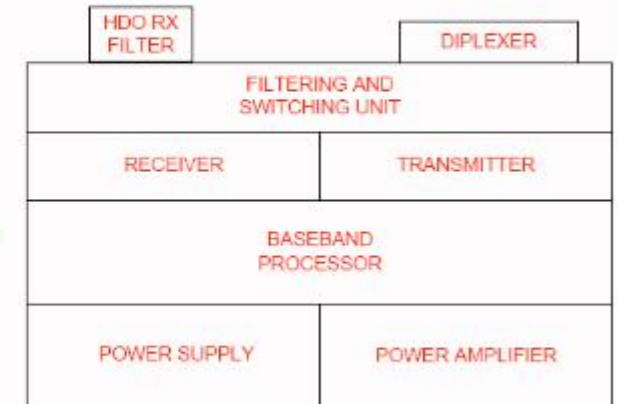 HDO RX
FILTER
DIPLEXER
FILTERING AND
SWITCHING UNIT
RECEIVER
TRANSMITTER
BASEBAND
PROCESSOR
POWER SUPPLY
POWER AMPLIFIER